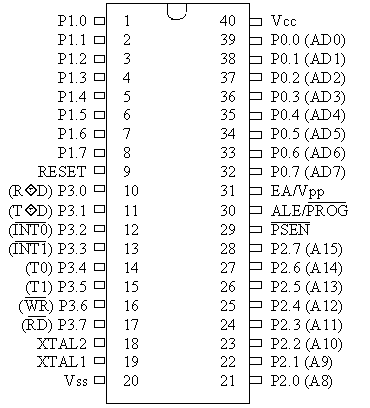 P1.0 1 40 Vcc
P1.1 2 39 P0.0 (AD0)
P1.2 3 38 P0.1 (AD1)
P1.3 4 37 P0.2 (AD2)
P1.4 5 36 P0.3 (AD3)
P1.5 6 35 P0.4 (AD4)
P1.6 7 34 P0.5 (AD5)
P1.7 8 33 P0.6 (AD6)
RESET 9 32 P0.7 (AD7)
(R⟐D) P3.0 10 31 EA/Vpp
(T⟐D) P3.1 11 30 ALE/P̅R̅O̅G̅
(I̅N̅T̅0̅) P3.2 12 29 P̅S̅E̅N̅
(I̅N̅T̅1̅) P3.3 13 28 P2.7 (A15)
(T0) P3.4 14 27 P2.6 (A14)
(T1) P3.5 15 26 P2.5 (A13)
(W̅R̅) P3.6 16 25 P2.4 (A12)
(R̅D̅) P3.7 17 24 P2.3 (A11)
XTAL2 18 23 P2.2 (A10)
XTAL1 19 22 P2.1 (A9)
Vss 20 21 P2.0 (A8)